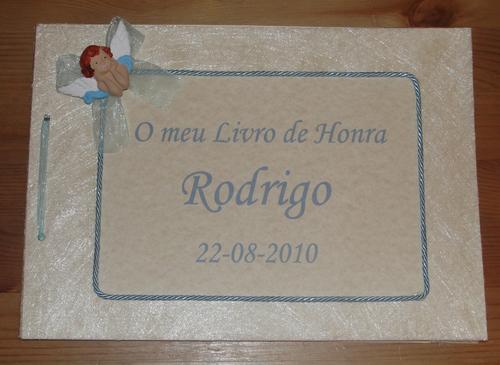 O meu Livro de Honra
Rodrigo
22-08-2010